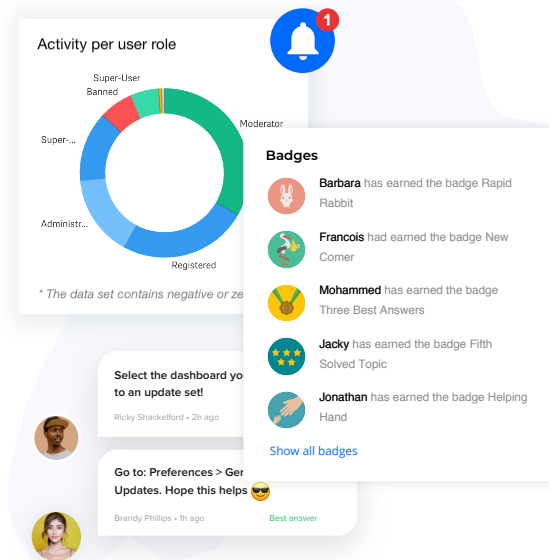 Activity per user role
1
Super-User
Banned
Moderator
Super-...
Administr...
Registered
* The data set contains negative or ze
Badges
Barbara has earned the badge Rapid
Rabbit
Francois had earned the badge New
Comer
Mohammed has earned the badge
Three Best Answers
Jacky has earned the badge Fifth
Solved Topic
Jonathan has earned the badge Helping
Hand
Show all badges
Select the dashboard you
to an update set!
Ricky Shackelford • 2h ago
Go to: Preferences > Ger
Updates. Hope this helps 😎
Brandy Phillips • 1h ago
Best answer